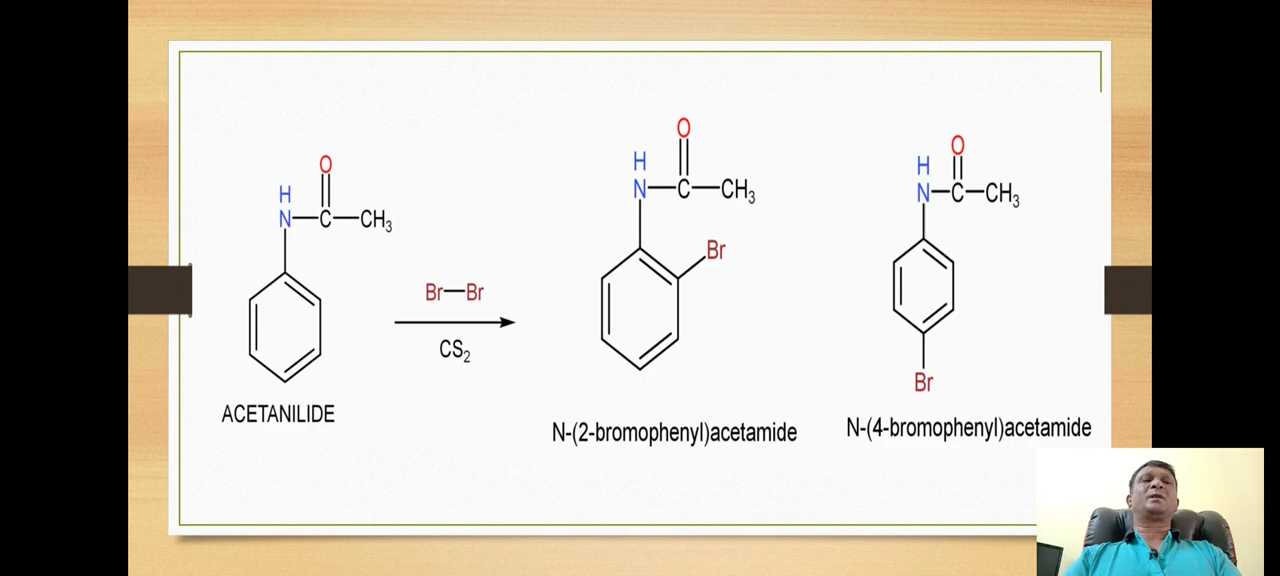 O
H
N—C—CH₃
ACETANILIDE
Br—Br
CS₂
O
H
N—C—CH₃
Br
N-(2-bromophenyl)acetamide
O
H
N—C—CH₃
Br
N-(4-bromophenyl)acetamide